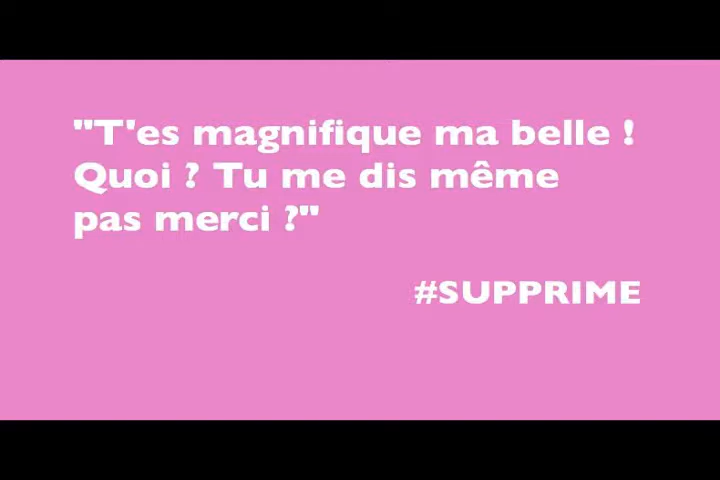 "T'es magnifique ma belle !
Quoi ? Tu me dis même
pas merci ?"
#SUPPRIME